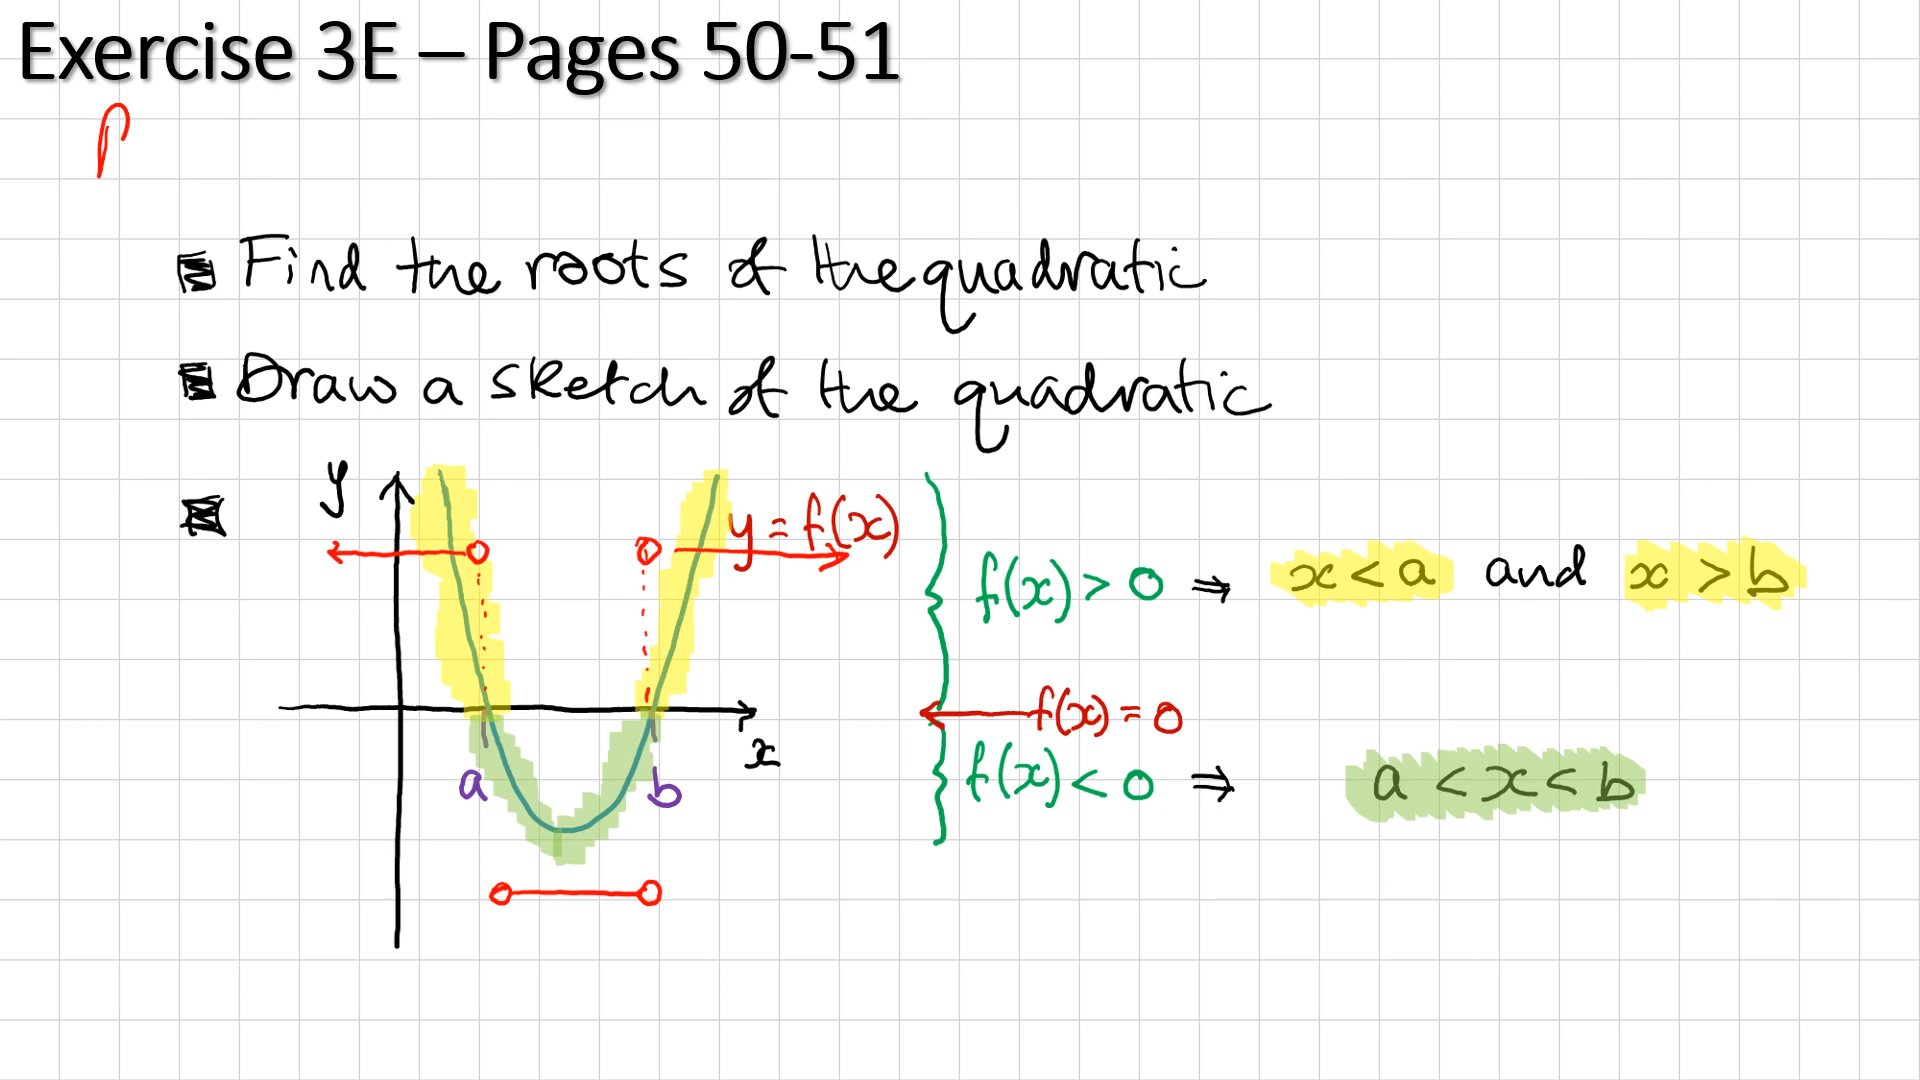 Exercise 3E – Pages 50-51
Find the roots of the quadratic
Draw a sketch of the quadratic
y
y = f(x)
f(x) > 0 ⇒ x < a and x > b
f(x) = 0
x
a b
f(x) < 0 ⇒ a < x < b